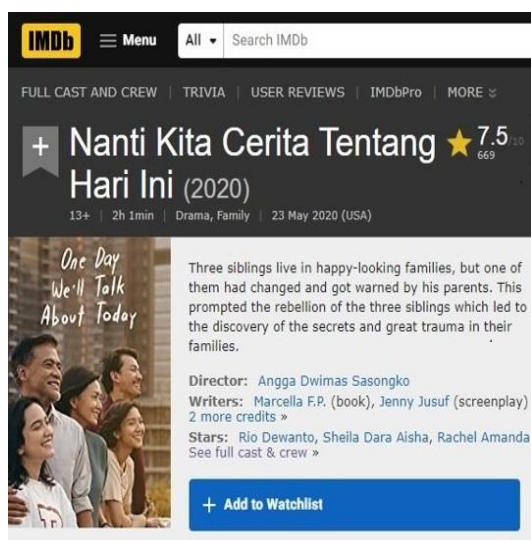 IMDb Menu All Search IMDb
FULL CAST AND CREW | TRIVIA | USER REVIEWS | IMDbPro | MORE
+ Nanti Kita Cerita Tentang 7.5/10
669
Hari Ini (2020)
13+ | 2h 1min | Drama, Family | 23 May 2020 (USA)
One Day
We'll Talk
About Today
Three siblings live in happy-looking families, but one of
them had changed and got warned by his parents. This
prompted the rebellion of the three siblings which led to
the discovery of the secrets and great trauma in their
families.
Director: Angga Dwimas Sasongko
Writers: Marcella F.P. (book), Jenny Jusuf (screenplay)
2 more credits »
Stars: Rio Dewanto, Sheila Dara Aisha, Rachel Amanda
See full cast & crew »
+ Add to Watchlist